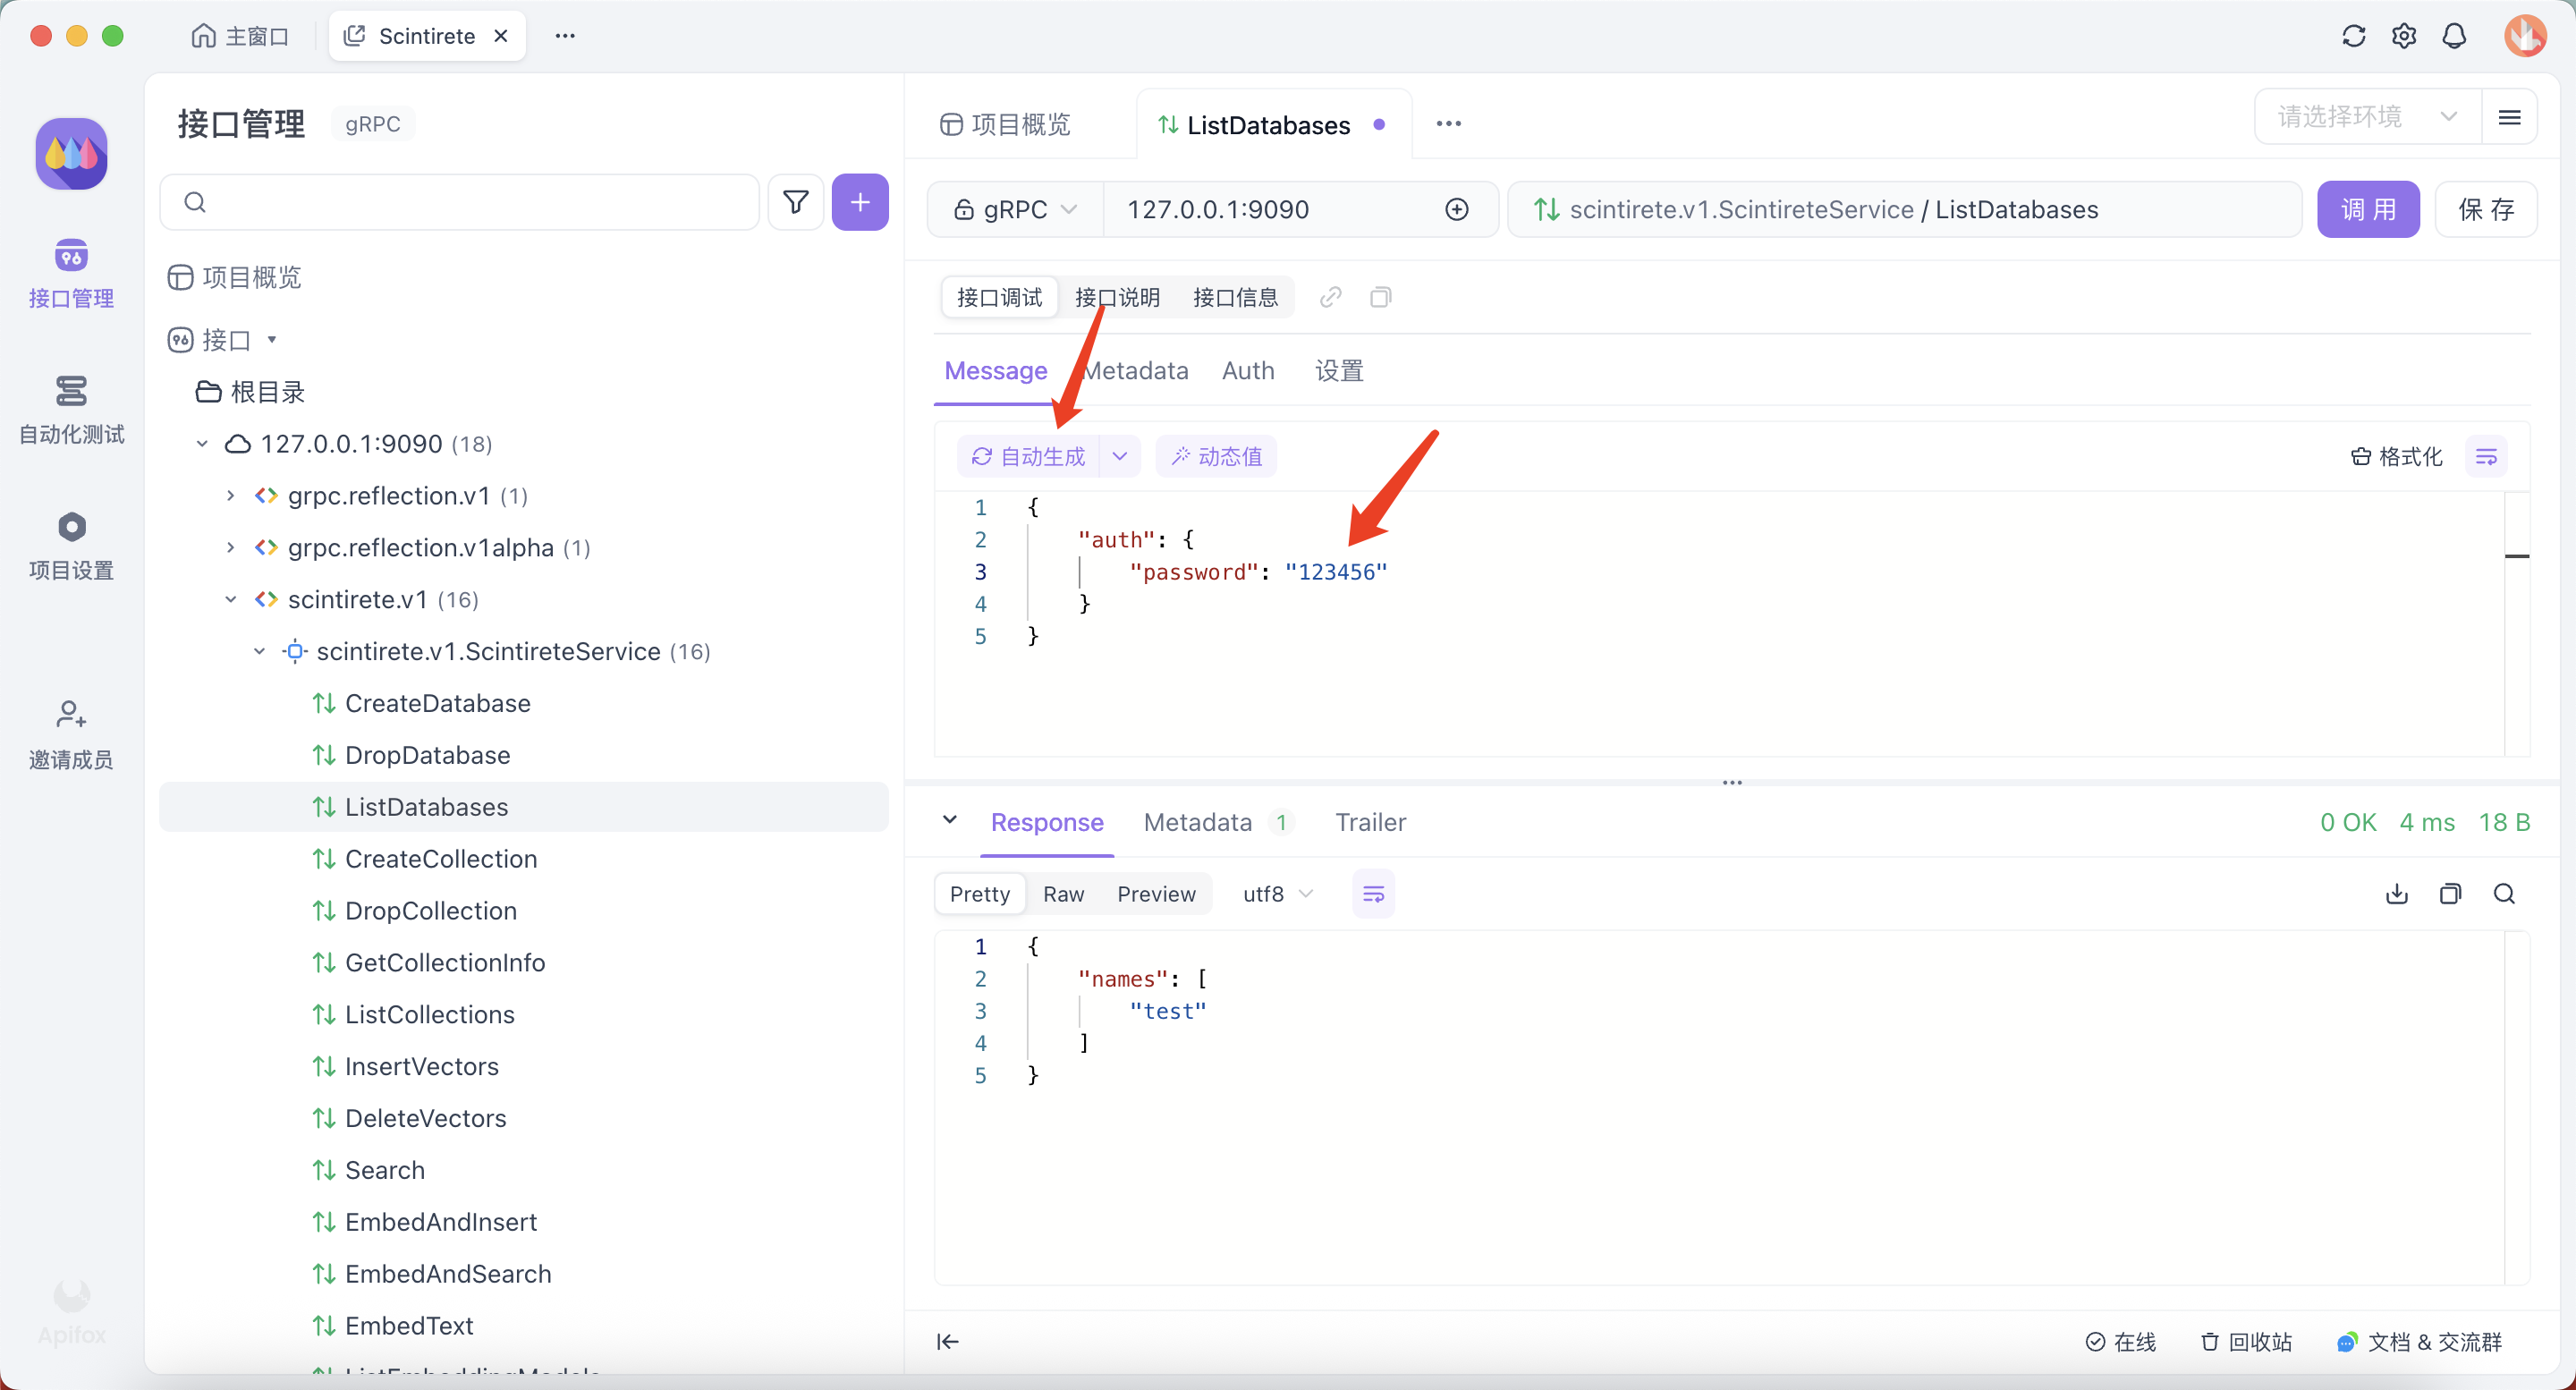 主窗口
Scintirete
接口管理
自动化测试
项目设置
邀请成员
Apifox
接口管理 gRPC
项目概览
接口
根目录
127.0.0.1:9090 (18)
grpc.reflection.v1 (1)
grpc.reflection.v1alpha (1)
scintirete.v1 (16)
scintirete.v1.ScintireteService (16)
CreateDatabase
DropDatabase
ListDatabases
CreateCollection
DropCollection
GetCollectionInfo
ListCollections
InsertVectors
DeleteVectors
Search
EmbedAndInsert
EmbedAndSearch
EmbedText
ListEmbeddingModels
项目概览 ListDatabases
请选择环境
gRPC 127.0.0.1:9090 scintirete.v1.ScintireteService / ListDatabases 调 用 保 存
接口调试 接口说明 接口信息
Message Metadata Auth 设置
自动生成 动态值 格式化
1 {
2 "auth": {
3 "password": "123456"
4 }
5 }
Response Metadata 1 Trailer 0 OK 4 ms 18 B
Pretty Raw Preview utf8
1 {
2 "names": [
3 "test"
4 ]
5 }
在线 回收站 文档 & 交流群